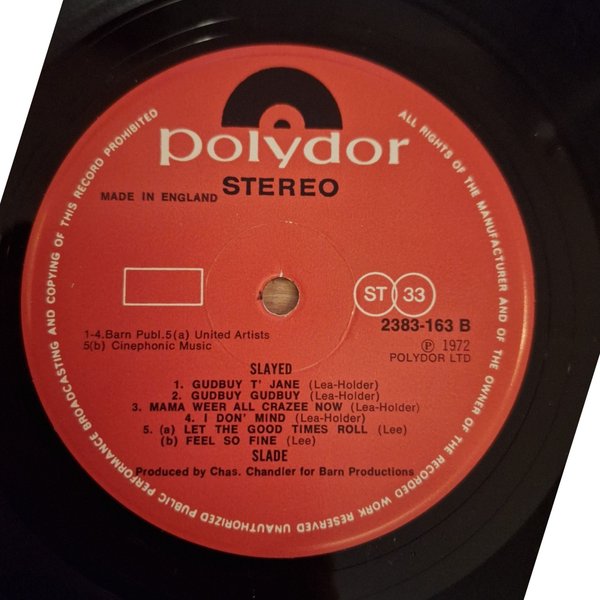 polydor
STEREO
MADE IN ENGLAND
ST 33
2383-163 B
℗ 1972
POLYDOR LTD
1-4.Barn Publ.5(a) United Artists
5(b) Cinephonic Music
SLAYED
1. GUDBUY T' JANE (Lea-Holder)
2. GUDBUY GUDBUY (Lea-Holder)
3. MAMA WEER ALL CRAZEE NOW (Lea-Holder)
4. I DON' MIND (Lea-Holder)
5. (a) LET THE GOOD TIMES ROLL (Lee)
(b) FEEL SO FINE (Lee)
SLADE
Produced by Chas. Chandler for Barn Productions
ALL RIGHTS OF THE MANUFACTURER AND OF THE OWNER OF THE RECORDED WORK RESERVED UNAUTHORIZED PUBLIC PERFORMANCE BROADCASTING AND COPYING OF THIS RECORD PROHIBITED